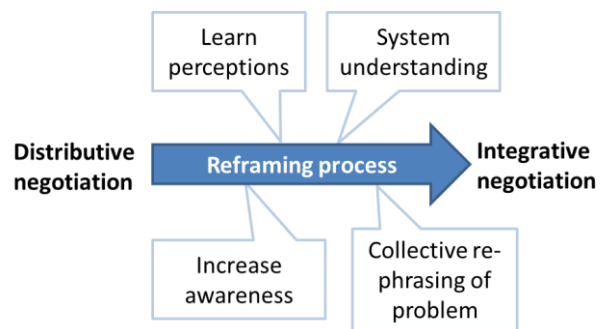 Learn
perceptions
System
understanding
Distributive
negotiation
Reframing process
Integrative
negotiation
Increase
awareness
Collective re-
phrasing of
problem